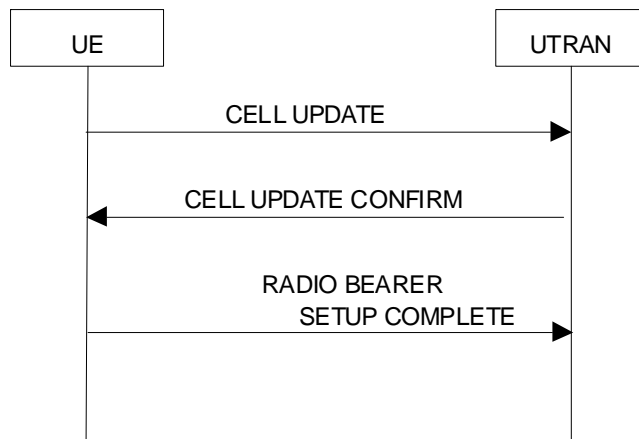 UE
UTRAN
CELL UPDATE
CELL UPDATE CONFIRM
RADIO BEARER
SETUP COMPLETE